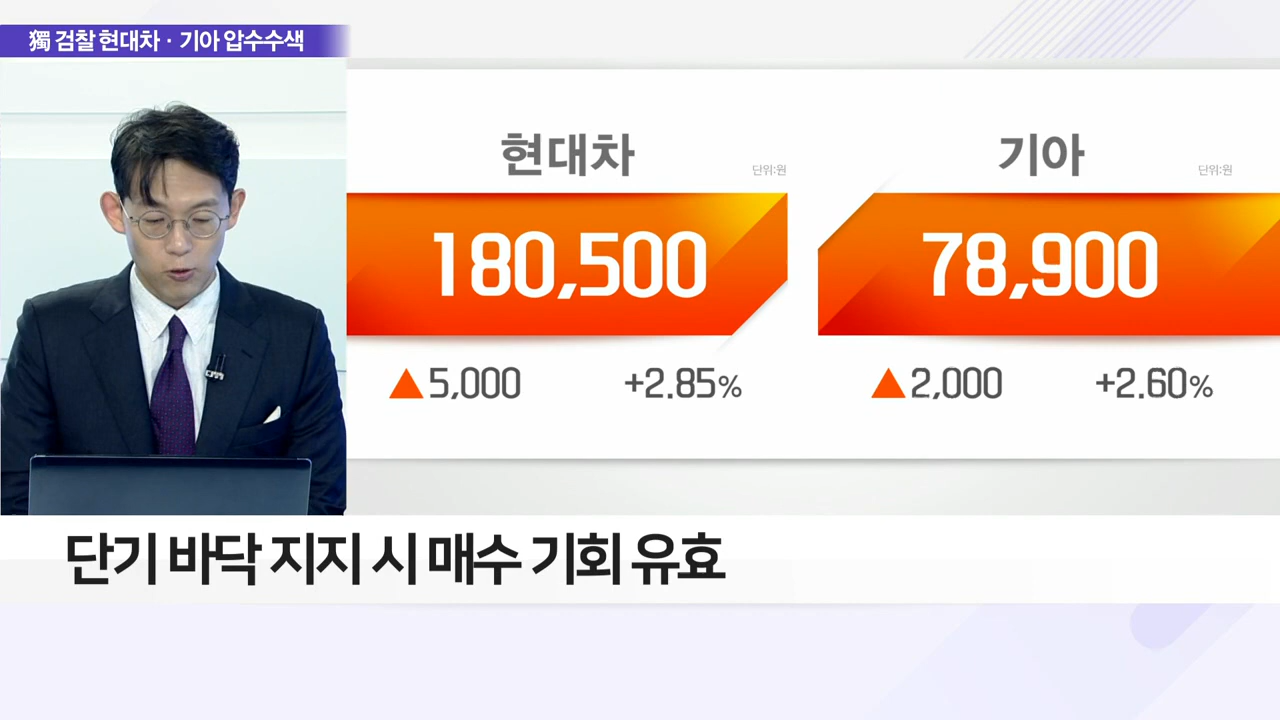 獨 검찰 현대차· 기아 압수수색
현대차
단위:원
180,500
▲5,000 +2.85%
기아
단위:원
78,900
▲2,000 +2.60%
단기 바닥 지지 시 매수 기회 유효